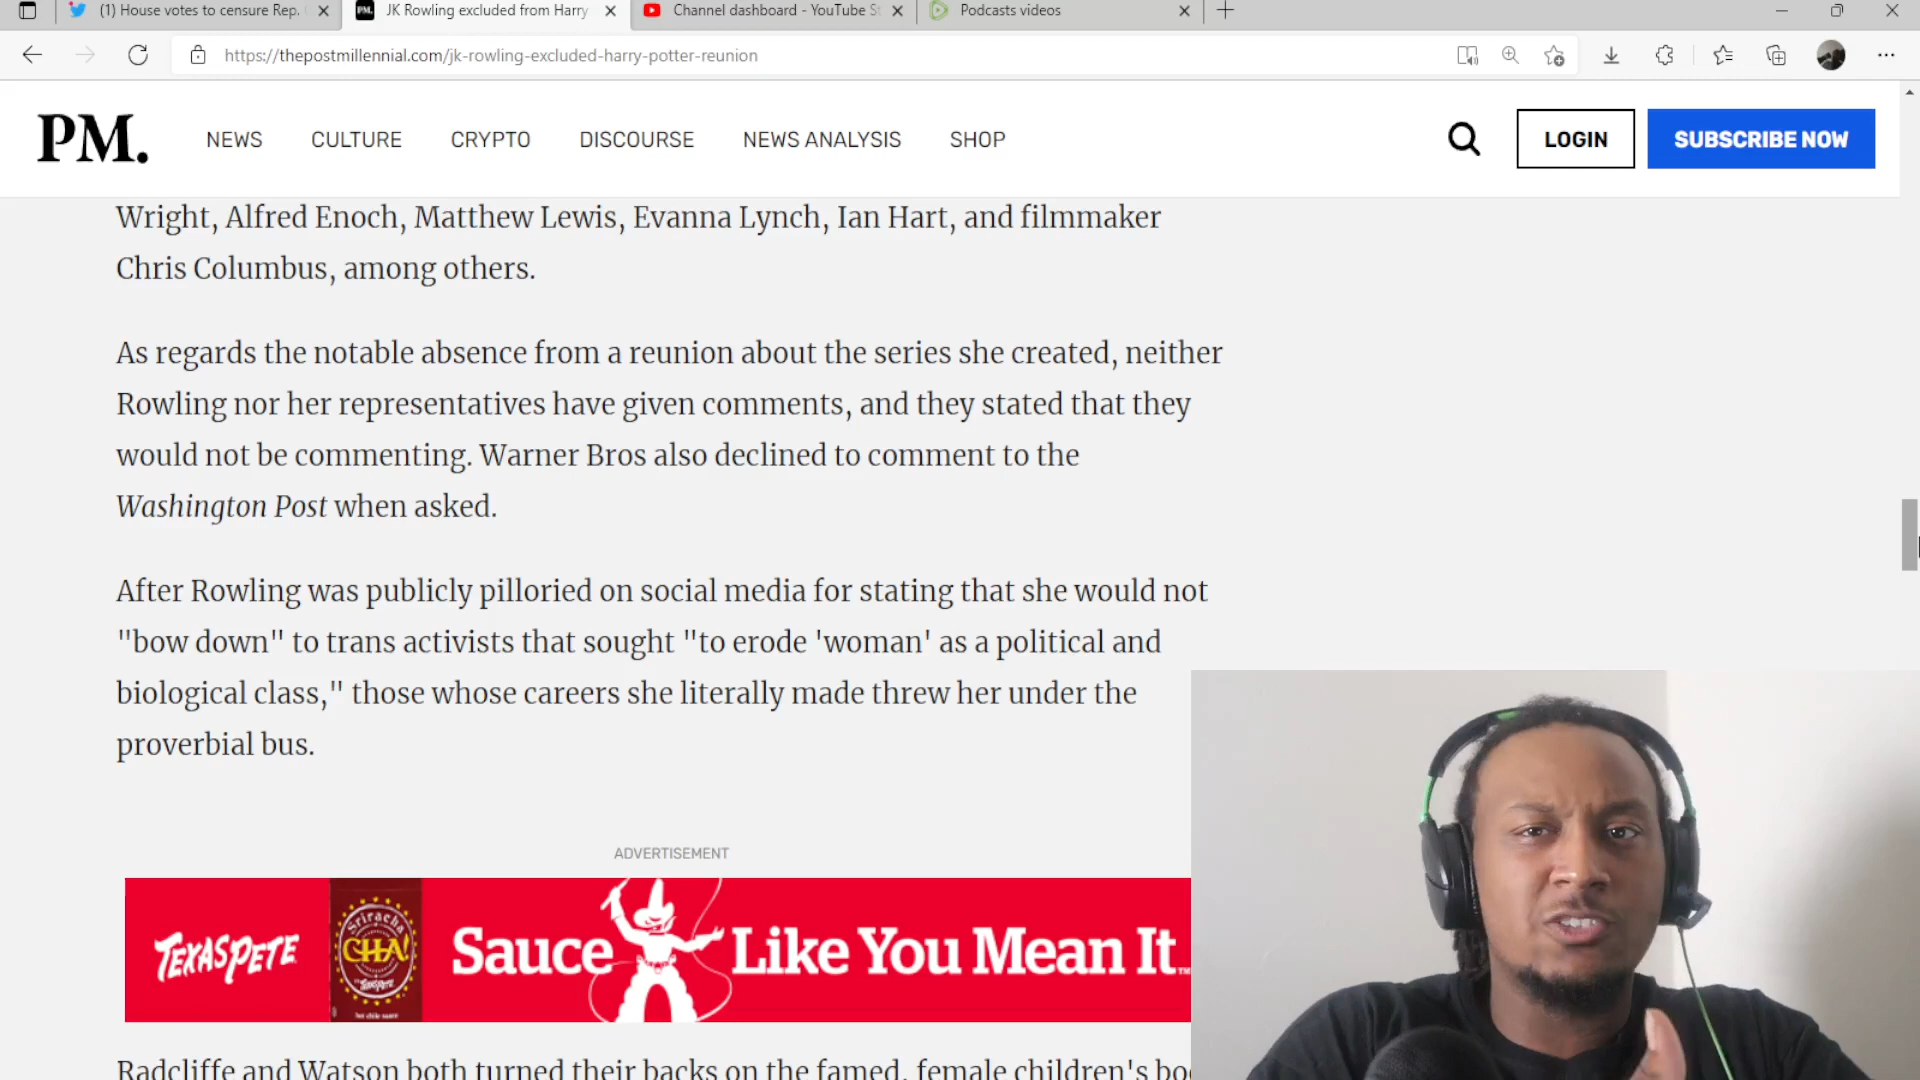 (1) House votes to censure Rep.
JK Rowling excluded from Harry
Channel dashboard - YouTube St
Podcasts videos
https://thepostmillennial.com/jk-rowling-excluded-harry-potter-reunion
PM.
NEWS
CULTURE
CRYPTO
DISCOURSE
NEWS ANALYSIS
SHOP
LOGIN
SUBSCRIBE NOW
Wright, Alfred Enoch, Matthew Lewis, Evanna Lynch, Ian Hart, and filmmaker
Chris Columbus, among others.
As regards the notable absence from a reunion about the series she created, neither
Rowling nor her representatives have given comments, and they stated that they
would not be commenting. Warner Bros also declined to comment to the
Washington Post when asked.
After Rowling was publicly pilloried on social media for stating that she would not
"bow down" to trans activists that sought "to erode 'woman' as a political and
biological class," those whose careers she literally made threw her under the
proverbial bus.
ADVERTISEMENT
TEXAS PETE
Sriracha
CHA!
Sauce Like You Mean It™
Radcliffe and Watson both turned their backs on the famed, female children's bo